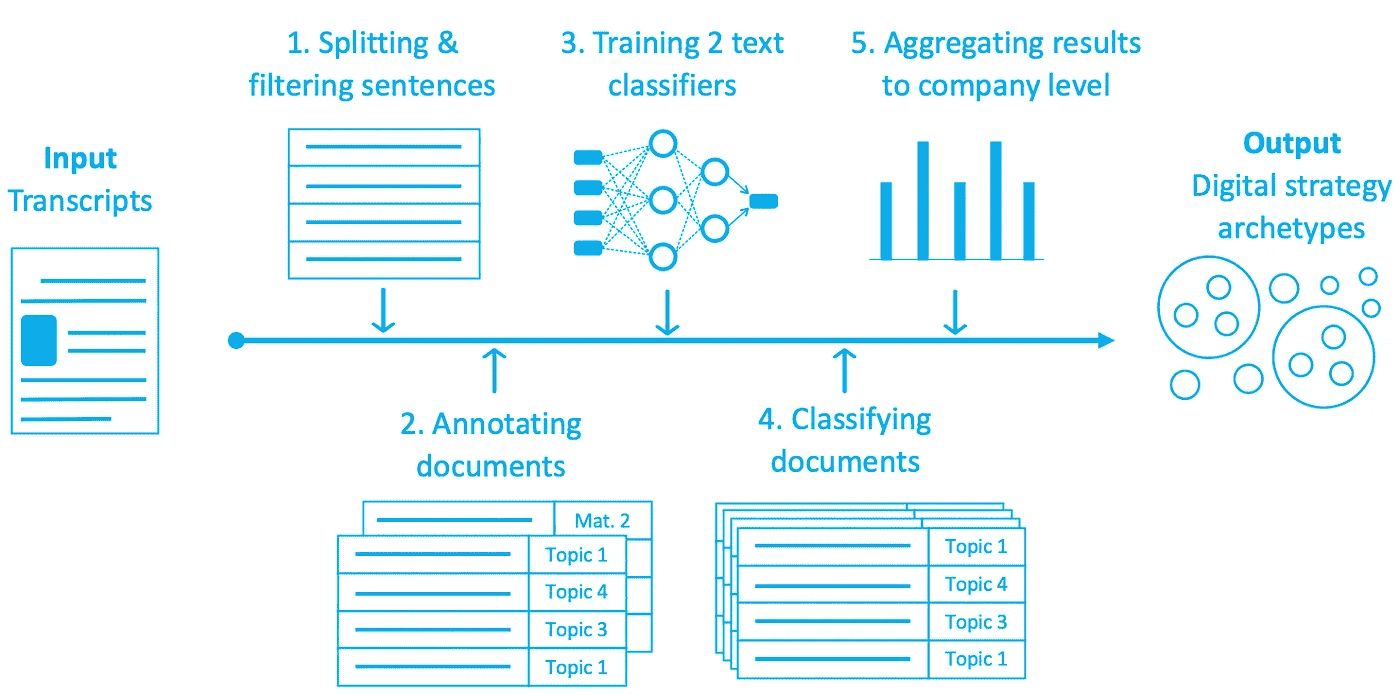 Input
Transcripts
1. Splitting &
filtering sentences
2. Annotating
documents
Mat. 2
Topic 1
Topic 4
Topic 3
Topic 1
3. Training 2 text
classifiers
4. Classifying
documents
Topic 1
Topic 4
Topic 3
Topic 1
5. Aggregating results
to company level
Output
Digital strategy
archetypes